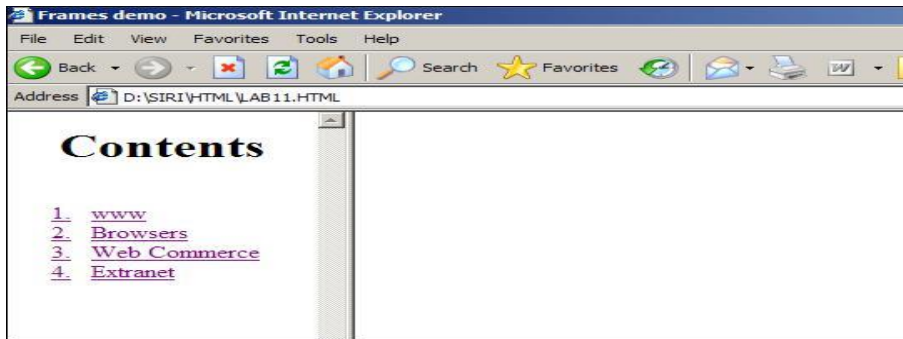 Frames demo - Microsoft Internet Explorer
File Edit View Favorites Tools Help
Back Search Favorites W
Address D:\SIRI\HTML\LAB11.HTML
Contents
1. www
2. Browsers
3. Web Commerce
4. Extranet